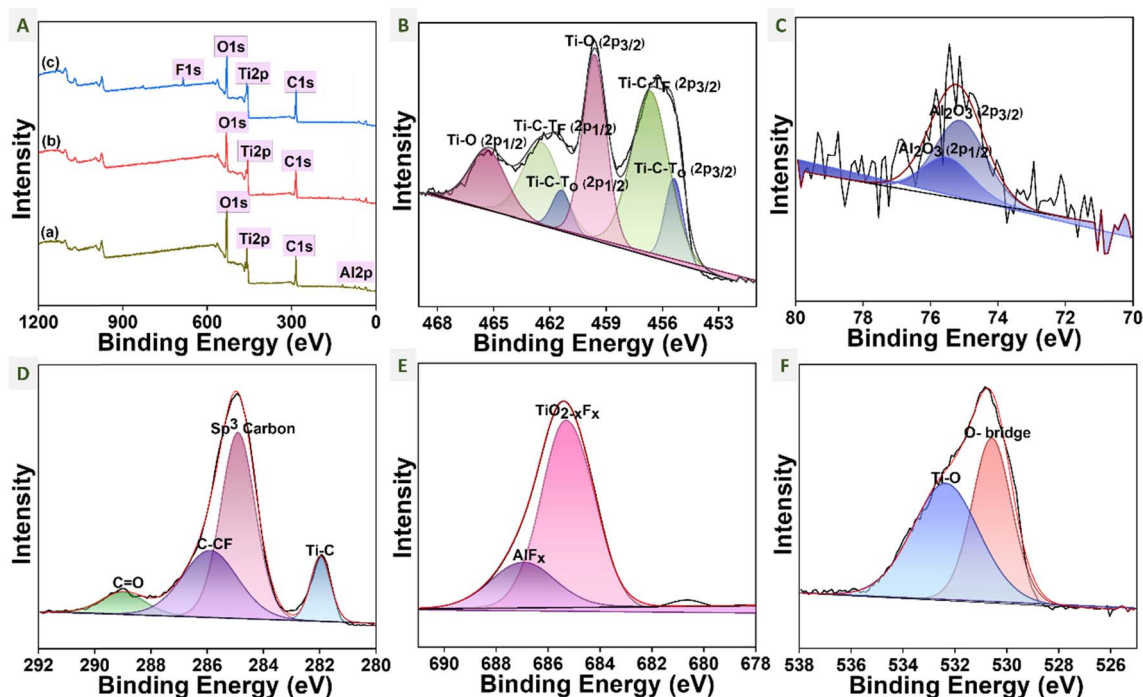 A
(c)
F1s
O1s
Ti2p
C1s
(b)
O1s
Ti2p
C1s
(a)
O1s
Ti2p
C1s
Al2p
Intensity
1200 900 600 300 0
Binding Energy (eV)
B
Ti-O (2p3/2)
Ti-C-TF (2p3/2)
Ti-C-TF (2p1/2)
Ti-O (2p1/2)
Ti-C-TO (2p1/2)
Ti-C-TO (2p3/2)
Intensity
468 465 462 459 456 453
Binding Energy (eV)
C
Al2O3 (2p3/2)
Al2O3 (2p1/2)
Intensity
80 78 76 74 72 70
Binding Energy (eV)
D
Sp3 Carbon
C-CF
Ti-C
C=O
Intensity
292 290 288 286 284 282 280
Binding Energy (eV)
E
TiO2-xFx
AlFx
Intensity
690 688 686 684 682 680 678
Binding Energy (eV)
F
O- bridge
Ti-O
Intensity
538 536 534 532 530 528 526
Binding Energy (eV)